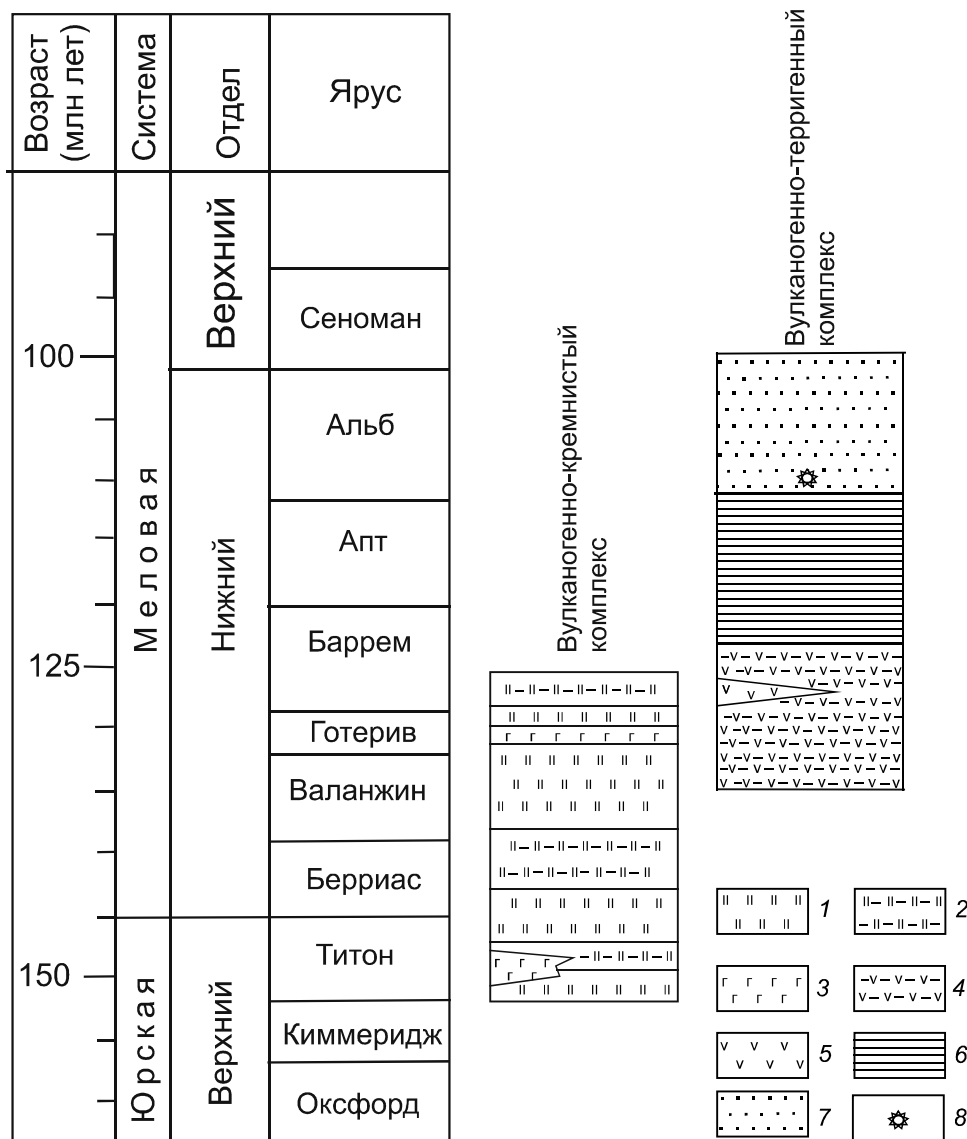 Возраст
(млн лет)
Система
Отдел
Ярус
100
125
150
Меловая
Юрская
Верхний
Нижний
Верхний
Сеноман
Альб
Апт
Баррем
Готерив
Валанжин
Берриас
Титон
Киммеридж
Оксфорд
Вулканогенно-кремнистый
комплекс
Вулканогенно-терригенный
комплекс
1
2
3
4
5
6
7
8